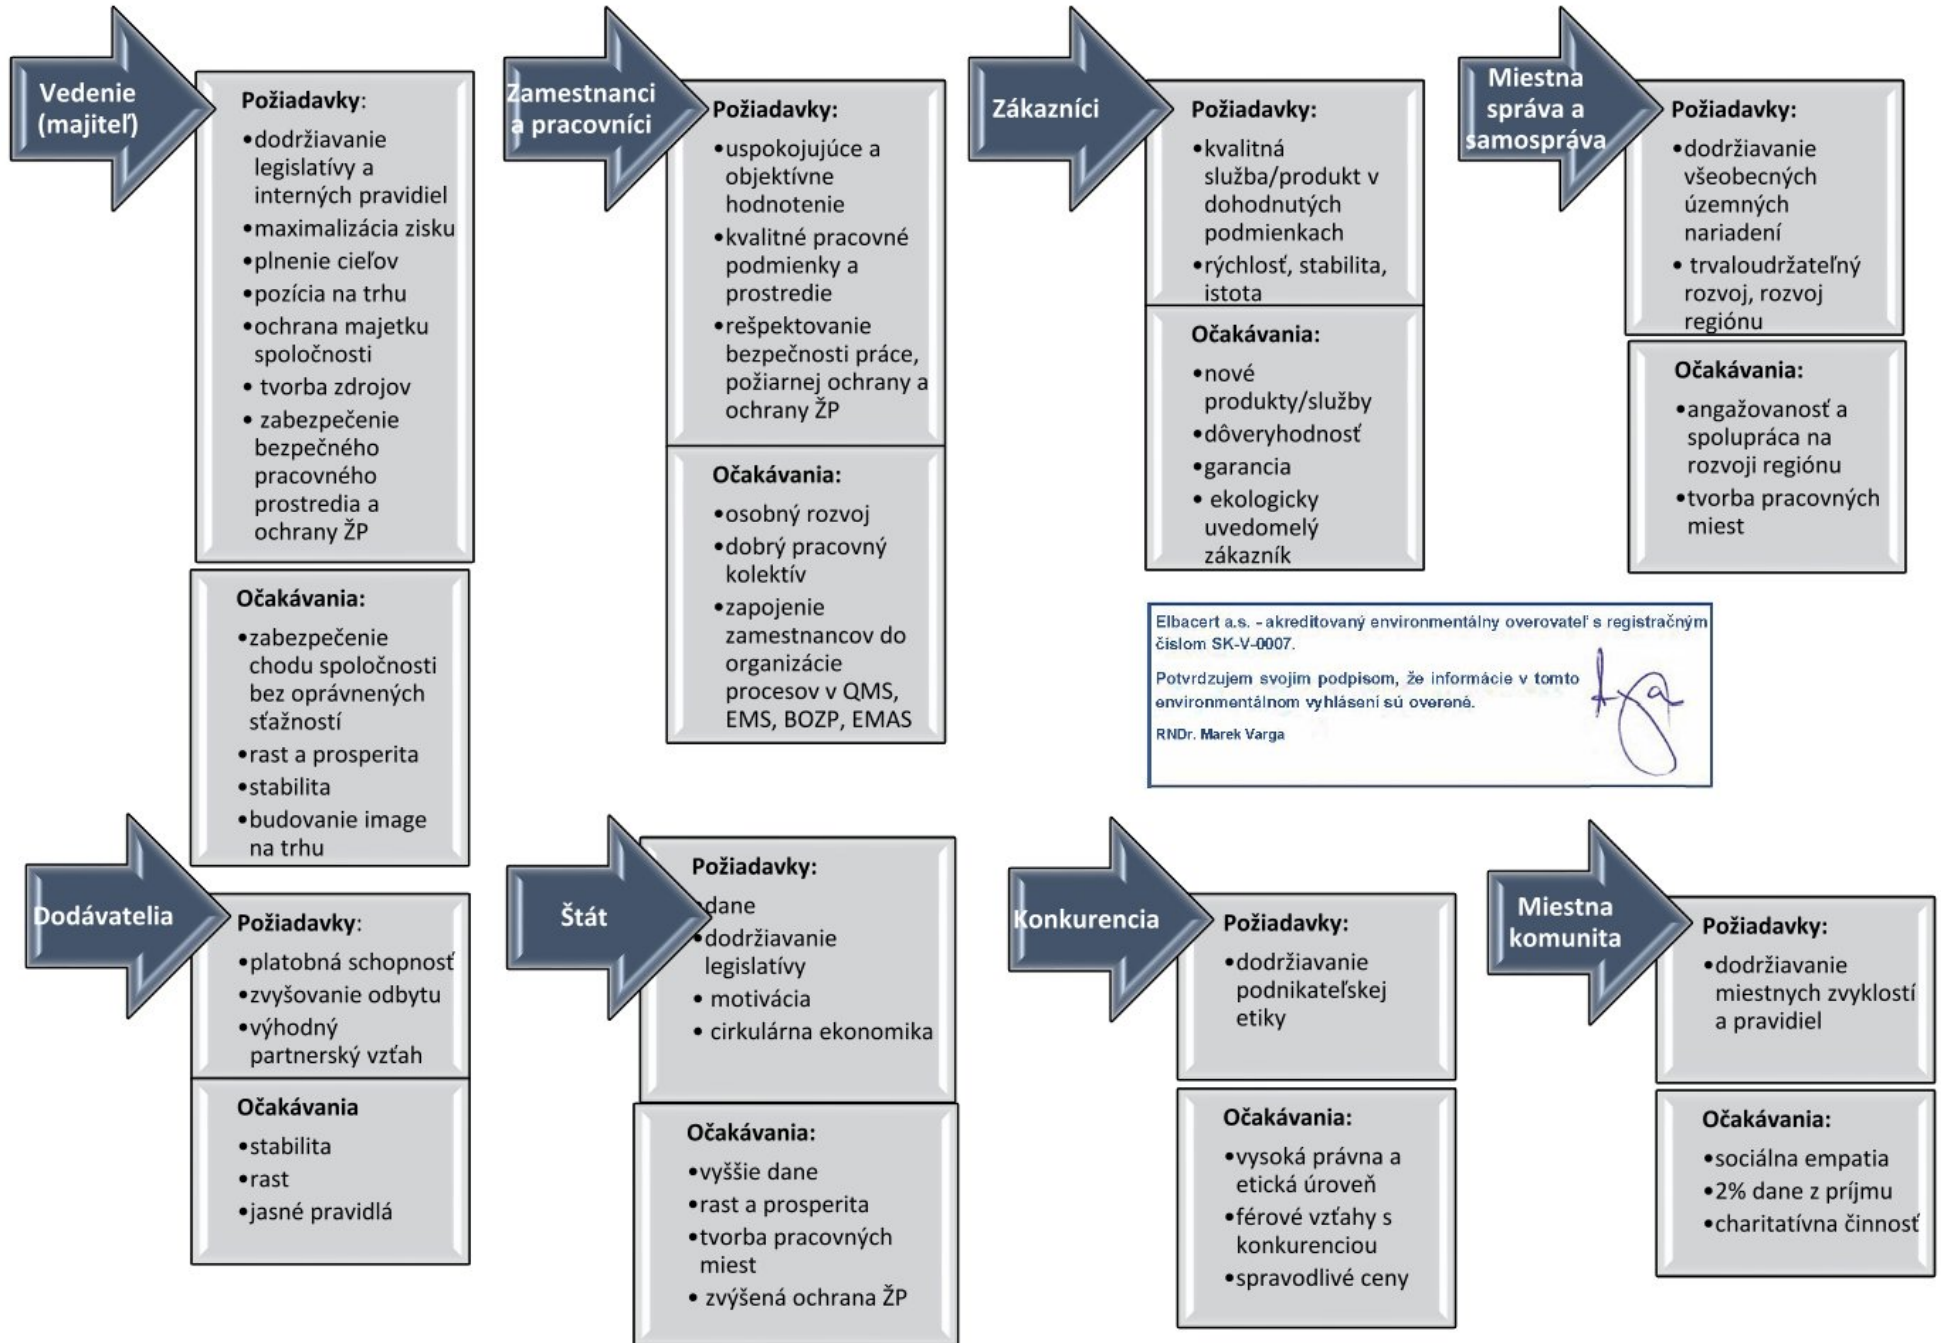 Vedenie
(majiteľ)
Požiadavky:
•dodržiavanie
legislatívy a
interných pravidiel
•maximalizácia zisku
•plnenie cieľov
•pozícia na trhu
•ochrana majetku
spoločnosti
• tvorba zdrojov
• zabezpečenie
bezpečného
pracovného
prostredia a
ochrany ŽP
Očakávania:
•zabezpečenie
chodu spoločnosti
bez oprávnených
sťažností
•rast a prosperita
•stabilita
•budovanie image
na trhu
Zamestnanci
a pracovníci
Požiadavky:
•uspokojujúce a
objektívne
hodnotenie
•kvalitné pracovné
podmienky a
prostredie
•rešpektovanie
bezpečnosti práce,
požiarnej ochrany a
ochrany ŽP
Očakávania:
•osobný rozvoj
•dobrý pracovný
kolektív
•zapojenie
zamestnancov do
organizácie
procesov v QMS,
EMS, BOZP, EMAS
Zákazníci
Požiadavky:
•kvalitná
služba/produkt v
dohodnutých
podmienkach
•rýchlosť, stabilita,
istota
Očakávania:
•nové
produkty/služby
•dôveryhodnosť
•garancia
• ekologicky
uvedomelý
zákazník
Miestna
správa a
samospráva
Požiadavky:
•dodržiavanie
všeobecných
územných
nariadení
• trvaloudržateľný
rozvoj, rozvoj
regiónu
Očakávania:
•angažovanosť a
spolupráca na
rozvoji regiónu
•tvorba pracovných
miest
Elbacert a.s. - akreditovaný environmentálny overovateľ s registračným
číslom SK-V-0007.
Potvrdzujem svojim podpisom, že informácie v tomto
environmentálnom vyhlásení sú overené.
RNDr. Marek Varga
Dodávatelia
Požiadavky:
•platobná schopnosť
•zvyšovanie odbytu
•výhodný
partnerský vzťah
Očakávania
•stabilita
•rast
•jasné pravidlá
Štát
Požiadavky:
•dane
•dodržiavanie
legislatívy
• motivácia
• cirkulárna ekonomika
Očakávania:
•vyššie dane
•rast a prosperita
•tvorba pracovných
miest
• zvýšená ochrana ŽP
Konkurencia
Požiadavky:
•dodržiavanie
podnikateľskej
etiky
Očakávania:
•vysoká právna a
etická úroveň
•férové vzťahy s
konkurenciou
•spravodlivé ceny
Miestna
komunita
Požiadavky:
•dodržiavanie
miestnych zvyklostí
a pravidiel
Očakávania:
•sociálna empatia
•2% dane z príjmu
•charitatívna činnosť